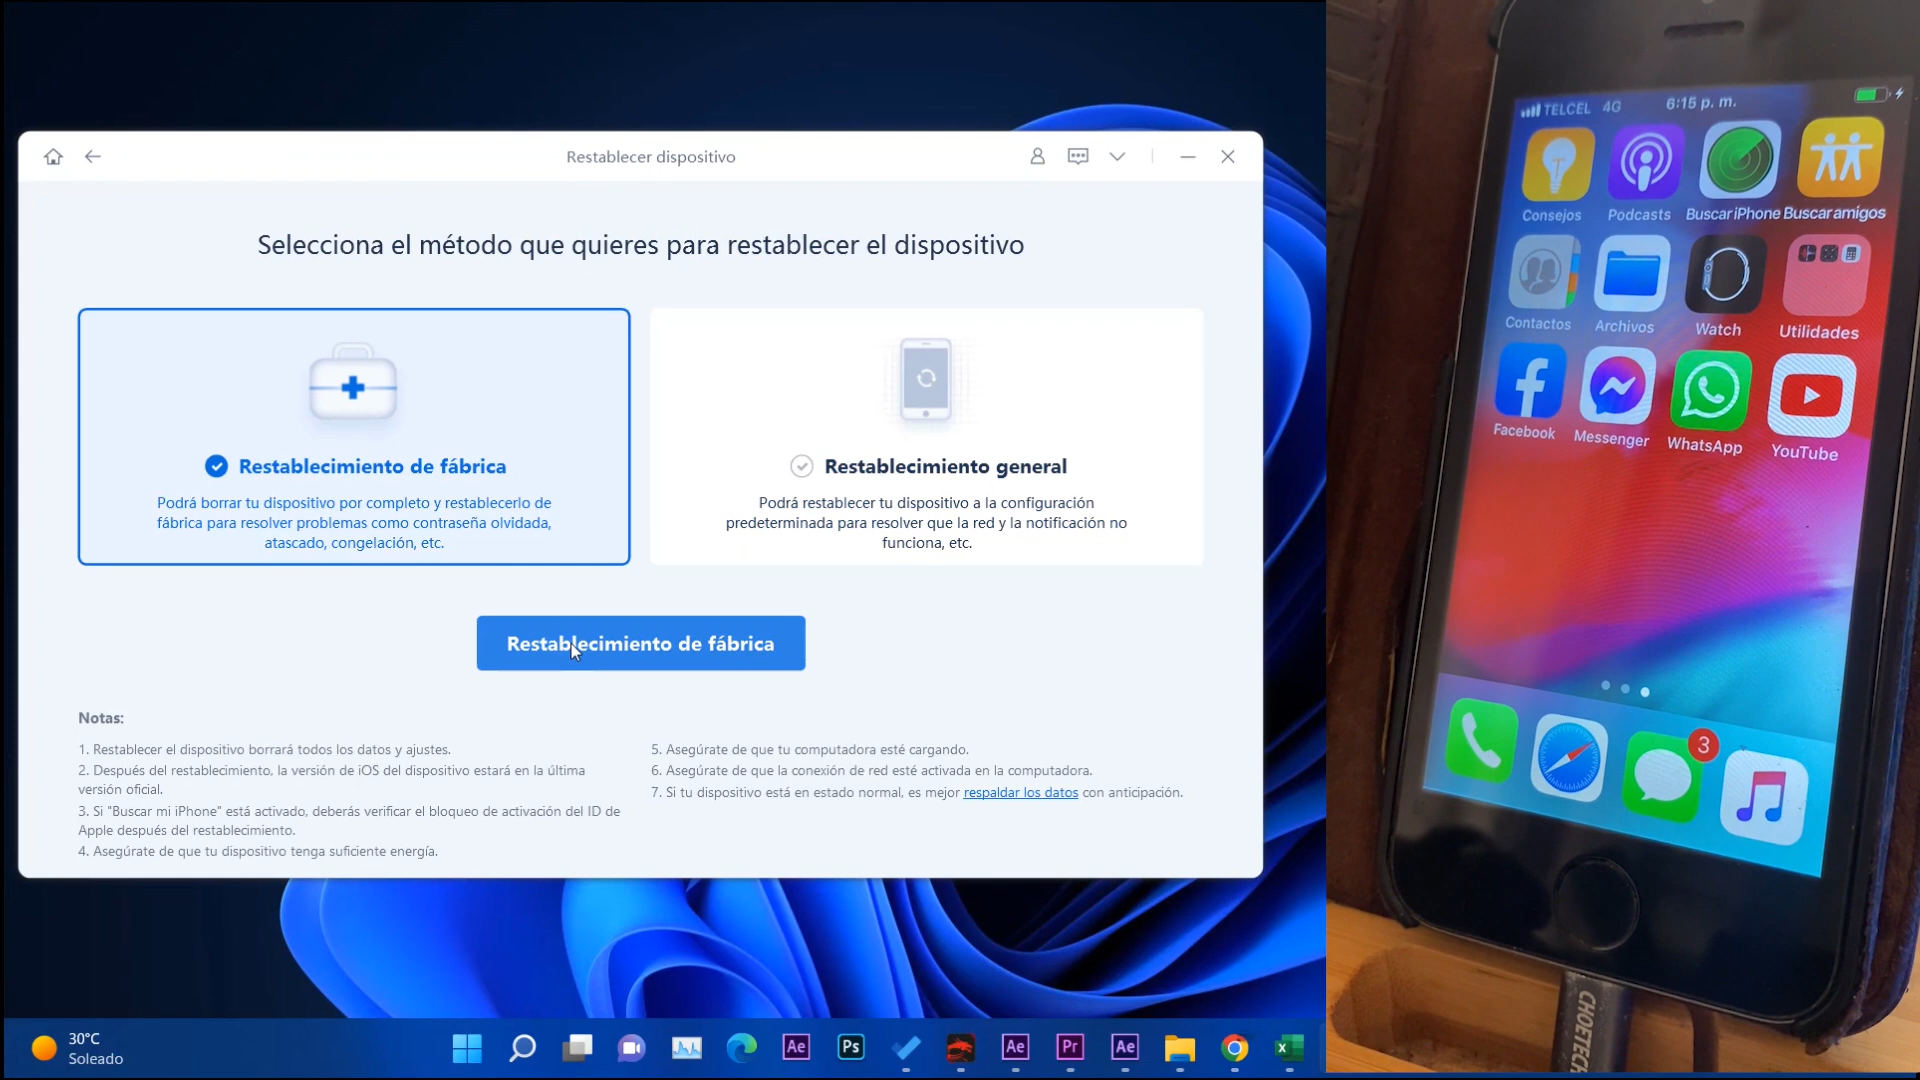 Restablecer dispositivo
Selecciona el método que quieres para restablecer el dispositivo
Restablecimiento de fábrica
Podrá borrar tu dispositivo por completo y restablecerlo de
fábrica para resolver problemas como contraseña olvidada,
atascado, congelación, etc.
Restablecimiento general
Podrá restablecer tu dispositivo a la configuración
predeterminada para resolver que la red y la notificación no
funciona, etc.
Restablecimiento de fábrica
Notas:
1. Restablecer el dispositivo borrará todos los datos y ajustes.
2. Después del restablecimiento, la versión de iOS del dispositivo estará en la última
versión oficial.
3. Si "Buscar mi iPhone" está activado, deberás verificar el bloqueo de activación del ID de
Apple después del restablecimiento.
4. Asegúrate de que tu dispositivo tenga suficiente energía.
5. Asegúrate de que tu computadora esté cargando.
6. Asegúrate de que la conexión de red esté activada en la computadora.
7. Si tu dispositivo está en estado normal, es mejor respaldar los datos con anticipación.
30°C
Soleado
Ae
Ps
Ae
Pr
Ae
X
TELCEL 4G 6:15 p. m.
Consejos Podcasts Buscar iPhone Buscar amigos
Contactos Archivos Watch Utilidades
Facebook Messenger WhatsApp YouTube
3
CHOETECH